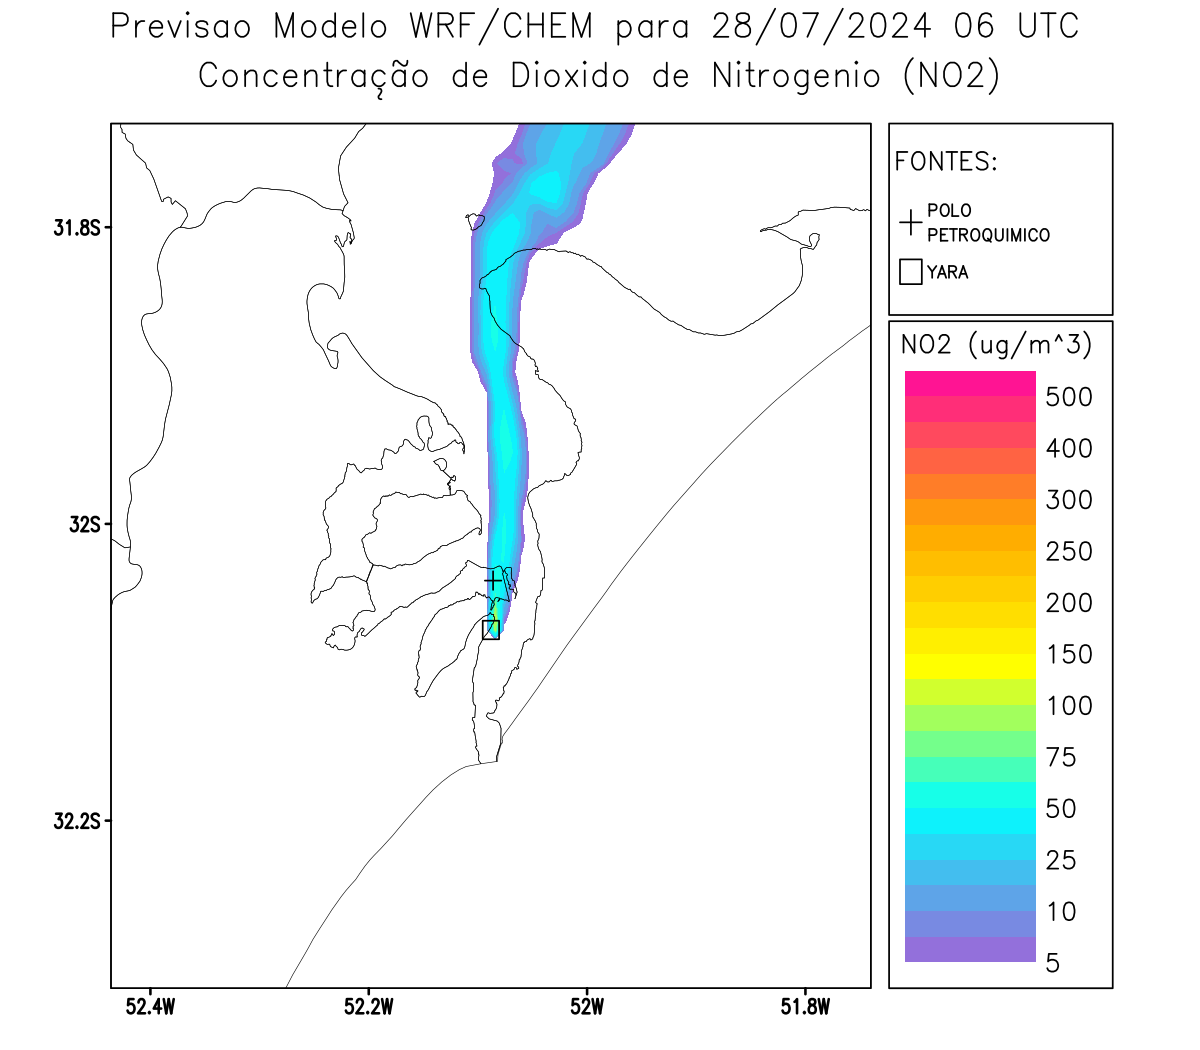 Previsao Modelo WRF/CHEM para 28/07/2024 06 UTC
Concentração de Dioxido de Nitrogenio (NO2)
FONTES:
POLO
PETROQUIMICO
YARA
31.8S
32S
32.2S
52.4W
52.2W
52W
51.8W
NO2 (ug/m^3)
500
400
300
250
200
150
100
75
50
25
10
5